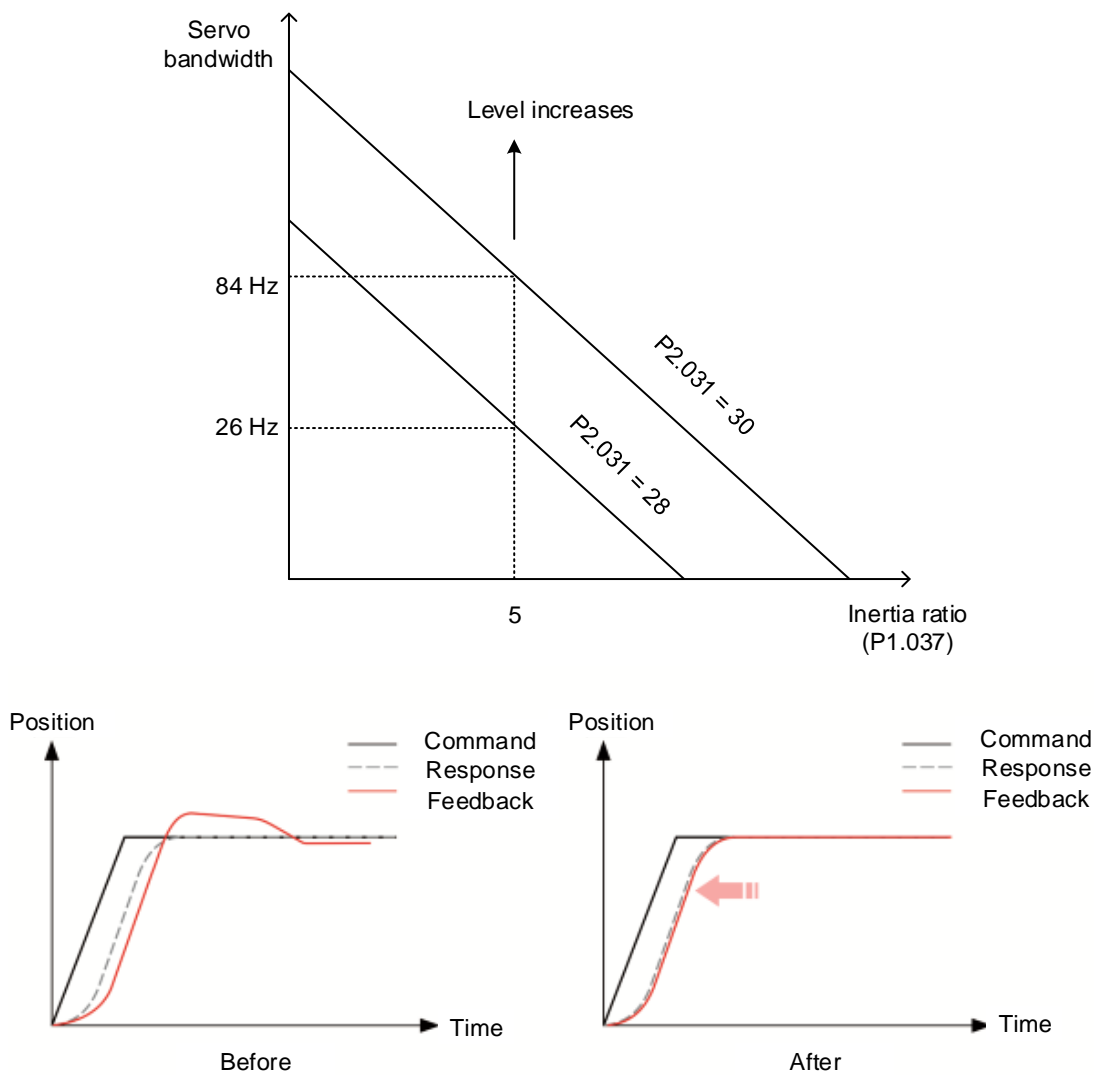 Servo
bandwidth
Level increases
84 Hz
P2.031 = 30
26 Hz
P2.031 = 28
5
Inertia ratio
(P1.037)
Position
Command
Response
Feedback
Time
Before
Position
Command
Response
Feedback
Time
After